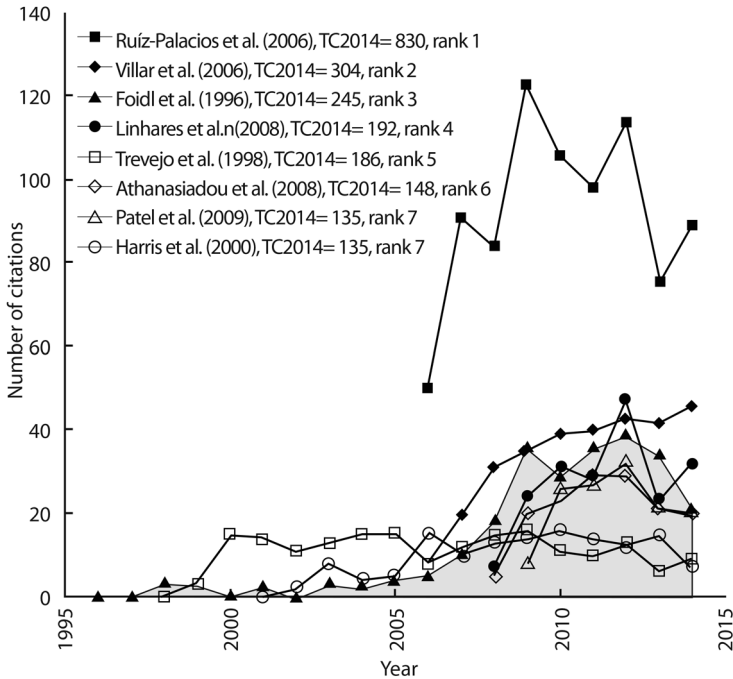 140
120
100
80
60
40
20
0
Number of citations
Ruíz-Palacios et al. (2006), TC2014= 830, rank 1
Villar et al. (2006), TC2014= 304, rank 2
Foidl et al. (1996), TC2014= 245, rank 3
Linhares et al.n(2008), TC2014= 192, rank 4
Trevejo et al. (1998), TC2014= 186, rank 5
Athanasiadou et al. (2008), TC2014= 148, rank 6
Patel et al. (2009), TC2014= 135, rank 7
Harris et al. (2000), TC2014= 135, rank 7
1995
2000
2005
2010
2015
Year